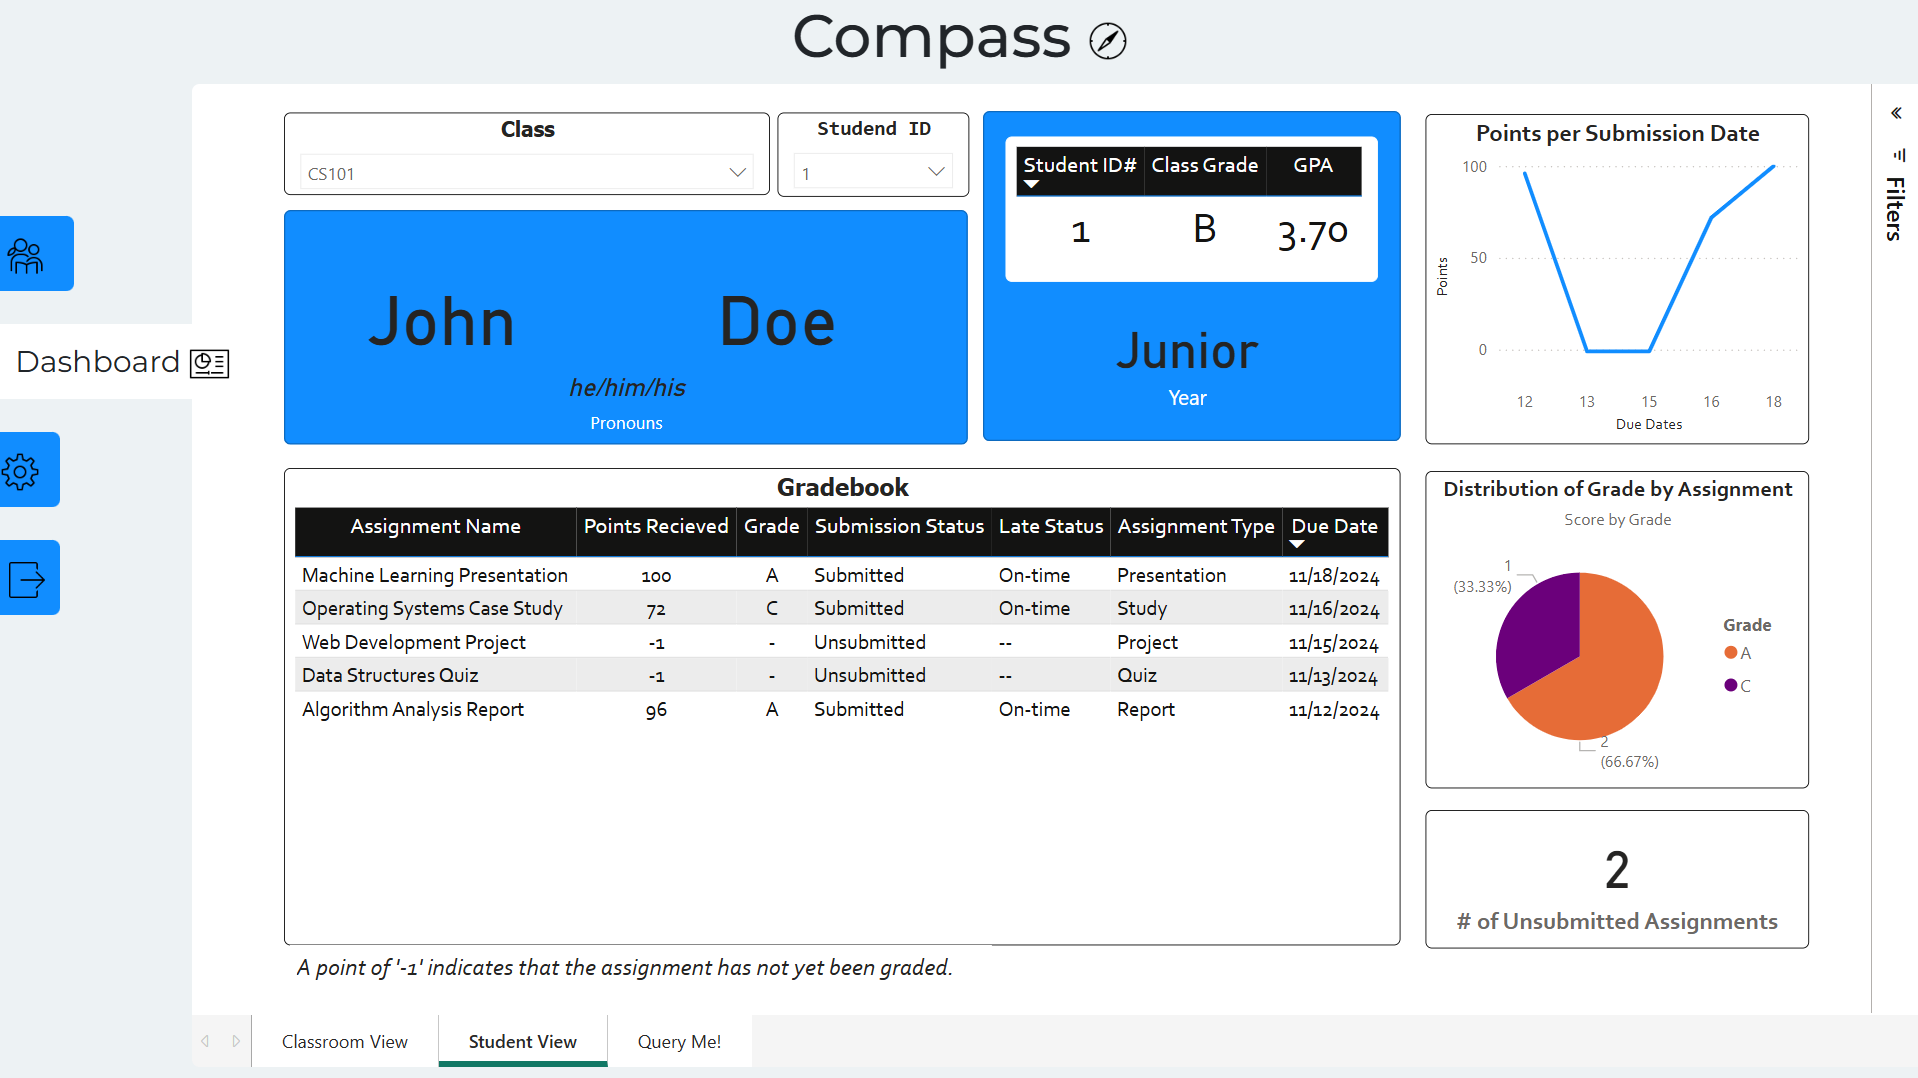 Compass
Class
CS101
Studend ID
1
Student ID# Class Grade GPA
1 B 3.70
Junior
Year
John Doe
he/him/his
Pronouns
Dashboard
Points per Submission Date
100
50
0
Points
12 13 15 16 18
Due Dates
Filters
Gradebook
Assignment Name Points Recieved Grade Submission Status Late Status Assignment Type Due Date
Machine Learning Presentation 100 A Submitted On-time Presentation 11/18/2024
Operating Systems Case Study 72 C Submitted On-time Study 11/16/2024
Web Development Project -1 - Unsubmitted -- Project 11/15/2024
Data Structures Quiz -1 - Unsubmitted -- Quiz 11/13/2024
Algorithm Analysis Report 96 A Submitted On-time Report 11/12/2024
A point of '-1' indicates that the assignment has not yet been graded.
Distribution of Grade by Assignment
Score by Grade
1
(33.33%)
2
(66.67%)
Grade
A
C
2
# of Unsubmitted Assignments
Classroom View Student View Query Me!